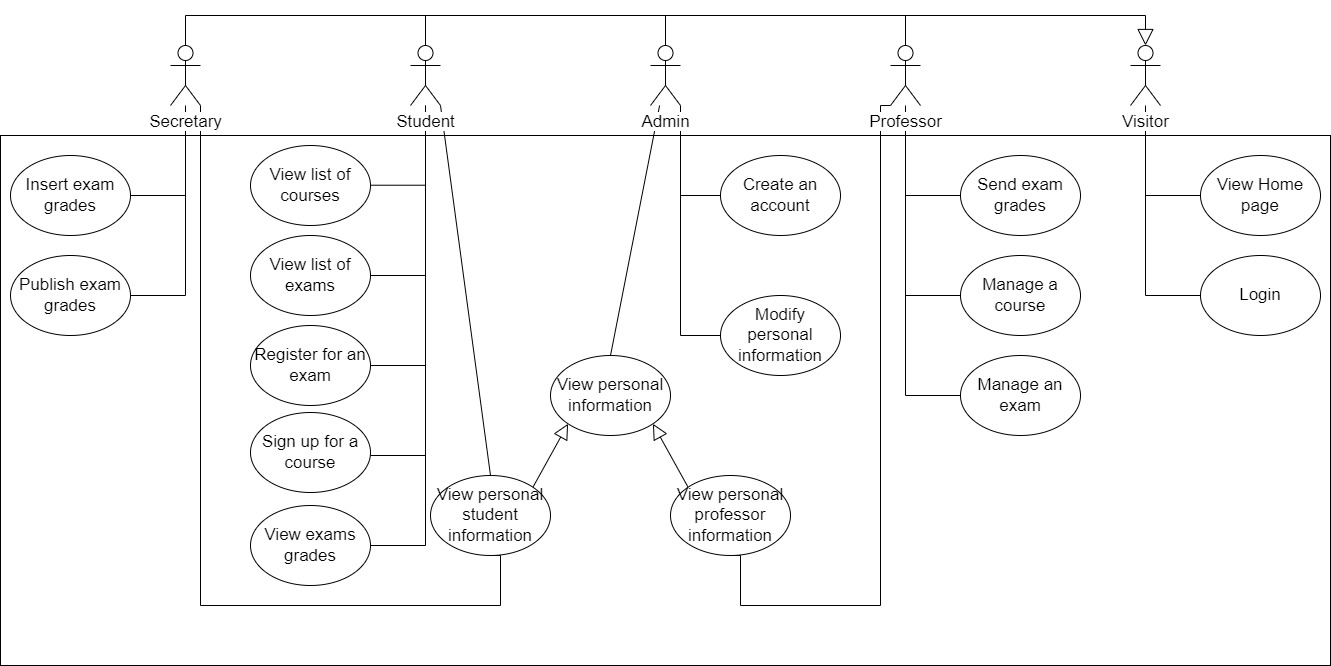 Secretary
Student
Admin
Professor
Visitor
Insert exam
grades
Publish exam
grades
View list of
courses
View list of
exams
Register for an
exam
Sign up for a
course
View exams
grades
View personal
student
information
View personal
information
View personal
professor
information
Create an
account
Modify
personal
information
Send exam
grades
Manage a
course
Manage an
exam
View Home
page
Login